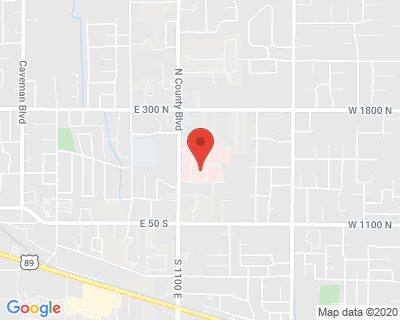 Caveman Blvd
N County Blvd
E 300 N
W 1800 N
E 50 S
W 1100 N
S 1100 E
89
Google
Map data ©2020